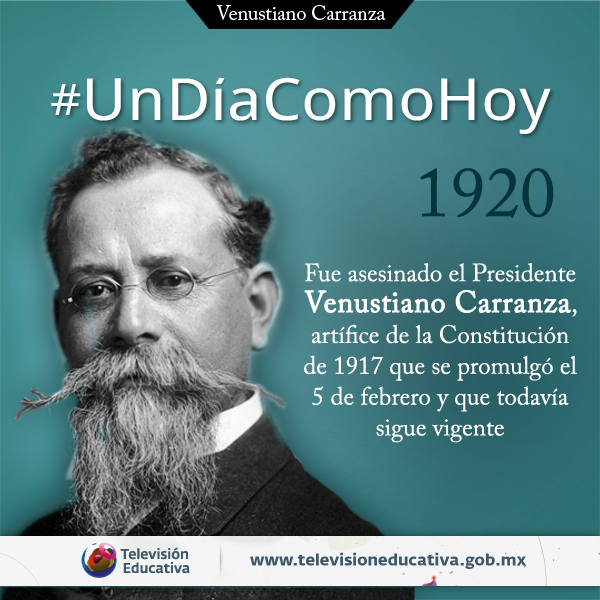 Venustiano Carranza
#UnDíaComoHoy
1920
Fue asesinado el Presidente
Venustiano Carranza,
artífice de la Constitución
de 1917 que se promulgó el
5 de febrero y que todavía
sigue vigente
Televisión
Educativa
www.televisioneducativa.gob.mx